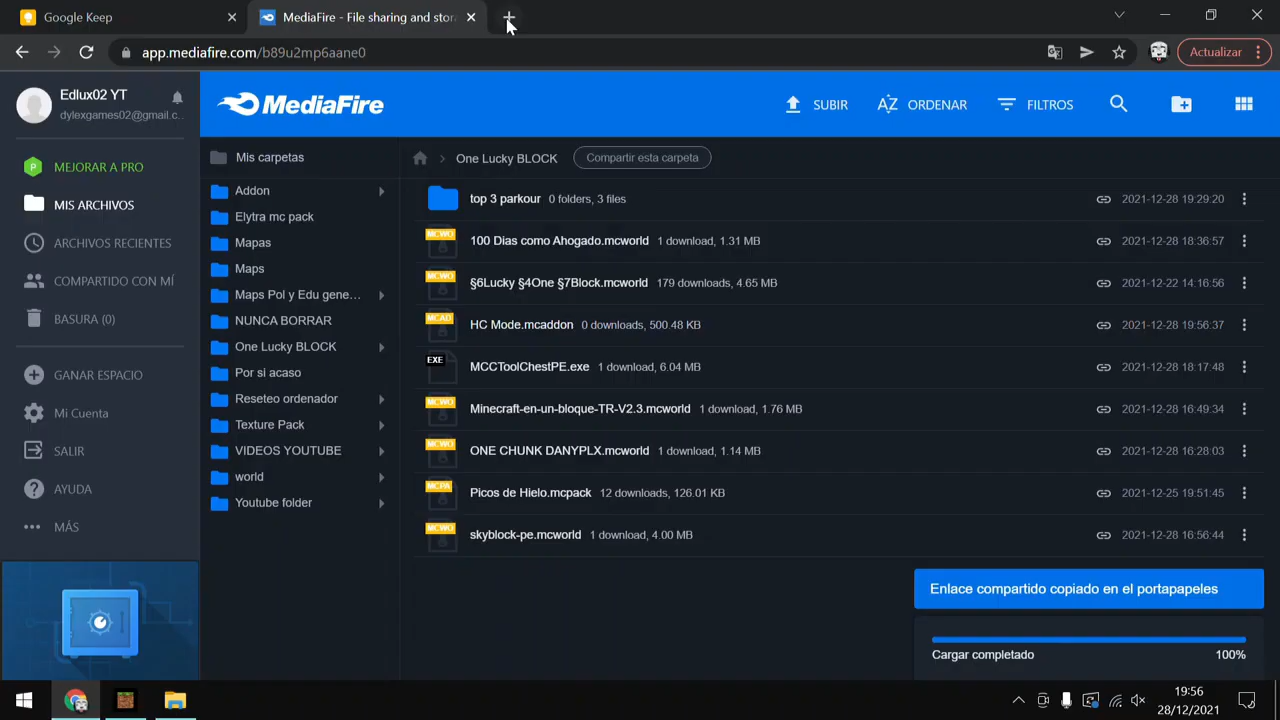 Google Keep
MediaFire - File sharing and stor
app.mediafire.com/b89u2mp6aane0
Actualizar
Edlux02 YT
dylexgames02@gmail.c...
MEJORAR A PRO
MIS ARCHIVOS
ARCHIVOS RECIENTES
COMPARTIDO CON MÍ
BASURA (0)
GANAR ESPACIO
Mi Cuenta
SALIR
AYUDA
MÁS
MediaFire
SUBIR
ORDENAR
FILTROS
Mis carpetas
Addon
Elytra mc pack
Mapas
Maps
Maps Pol y Edu gene...
NUNCA BORRAR
One Lucky BLOCK
Por si acaso
Reseteo ordenador
Texture Pack
VIDEOS YOUTUBE
world
Youtube folder
One Lucky BLOCK Compartir esta carpeta
top 3 parkour 0 folders, 3 files 2021-12-28 19:29:20
MCWO 100 Dias como Ahogado.mcworld 1 download, 1.31 MB 2021-12-28 18:36:57
MCWO §6Lucky §4One §7Block.mcworld 179 downloads, 4.65 MB 2021-12-22 14:16:56
MCAD HC Mode.mcaddon 0 downloads, 500.48 KB 2021-12-28 19:56:37
EXE MCCToolChestPE.exe 1 download, 6.04 MB 2021-12-28 18:17:48
MCWO Minecraft-en-un-bloque-TR-V2.3.mcworld 1 download, 1.76 MB 2021-12-28 16:49:34
MCWO ONE CHUNK DANYPLX.mcworld 1 download, 1.14 MB 2021-12-28 16:28:03
MCPA Picos de Hielo.mcpack 12 downloads, 126.01 KB 2021-12-25 19:51:45
MCWO skyblock-pe.mcworld 1 download, 4.00 MB 2021-12-28 16:56:44
Enlace compartido copiado en el portapapeles
Cargar completado 100%
19:56
28/12/2021